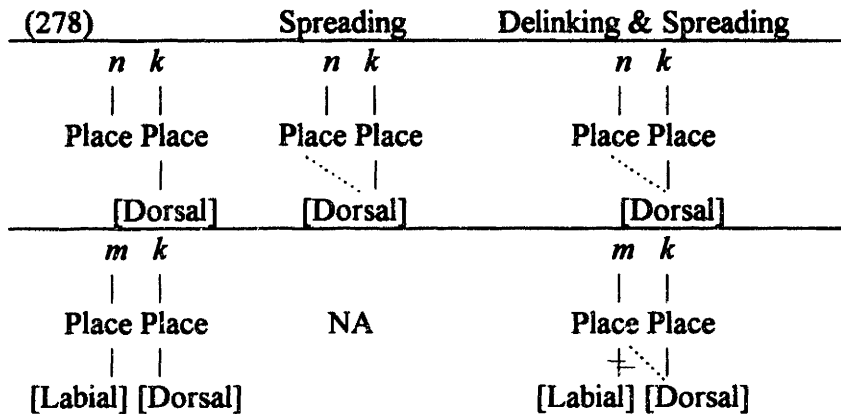 (278) Spreading Delinking & Spreading
n k n k n k
Place Place Place Place Place Place
[Dorsal] [Dorsal] [Dorsal]
m k m k
Place Place NA Place Place
[Labial] [Dorsal] [Labial] [Dorsal]